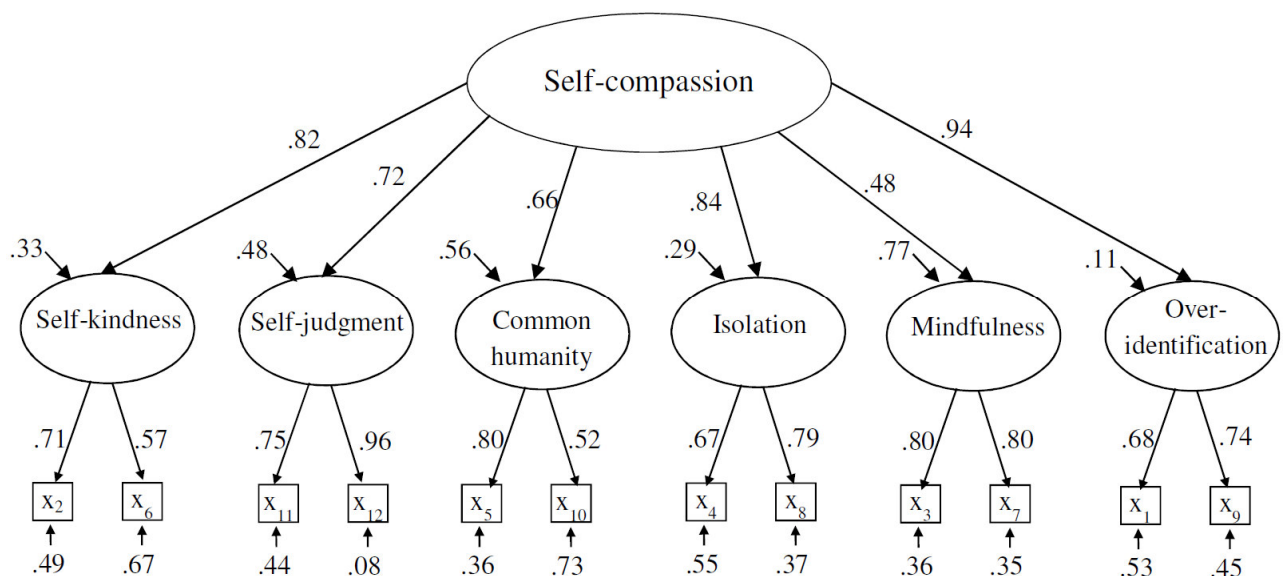 Self-compassion
.82
.72
.66
.84
.48
.94
.33
.48
.56
.29
.77
.11
Self-kindness
Self-judgment
Common
humanity
Isolation
Mindfulness
Over-
identification
.71
.57
.75
.96
.80
.52
.67
.79
.80
.80
.68
.74
x₂
x₆
x₁₁
x₁₂
x₅
x₁₀
x₄
x₈
x₃
x₇
x₁
x₉
.49
.67
.44
.08
.36
.73
.55
.37
.36
.35
.53
.45